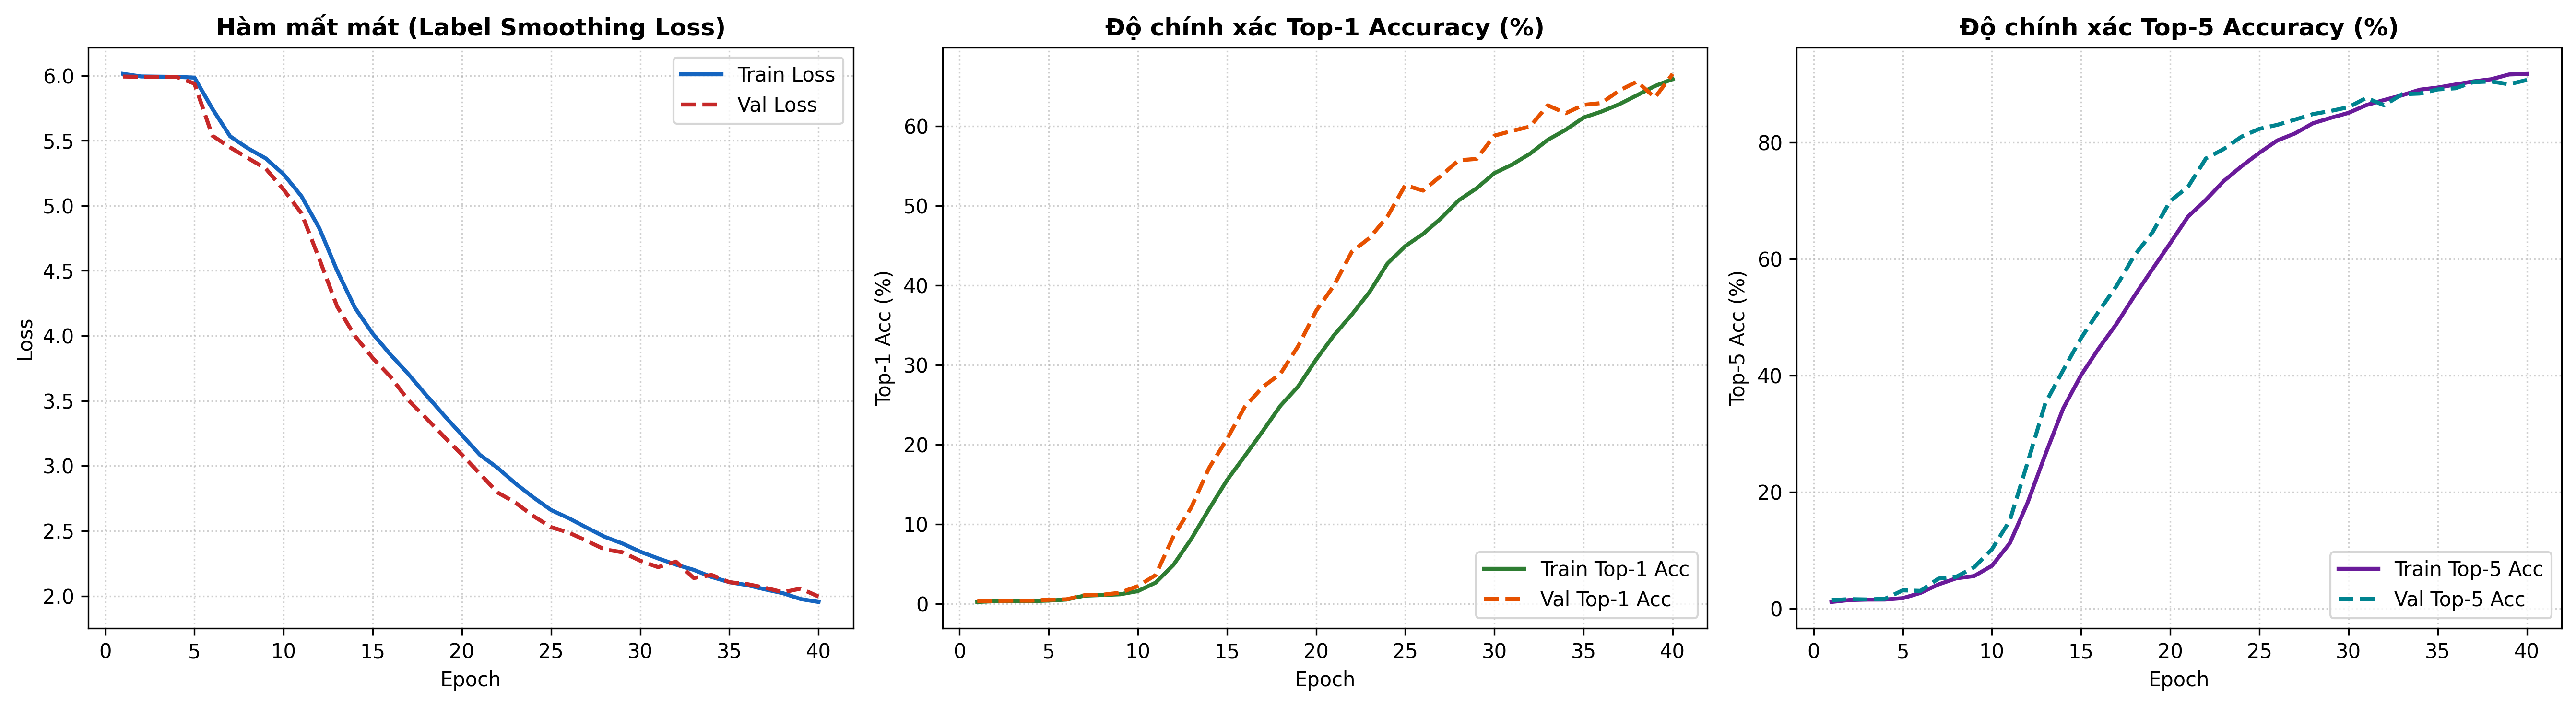 Hàm mất mát (Label Smoothing Loss)
Loss
6.0
5.5
5.0
4.5
4.0
3.5
3.0
2.5
2.0
Train Loss
Val Loss
0 5 10 15 20 25 30 35 40
Epoch
Độ chính xác Top-1 Accuracy (%)
Top-1 Acc (%)
60
50
40
30
20
10
0
Train Top-1 Acc
Val Top-1 Acc
0 5 10 15 20 25 30 35 40
Epoch
Độ chính xác Top-5 Accuracy (%)
Top-5 Acc (%)
80
60
40
20
0
Train Top-5 Acc
Val Top-5 Acc
0 5 10 15 20 25 30 35 40
Epoch